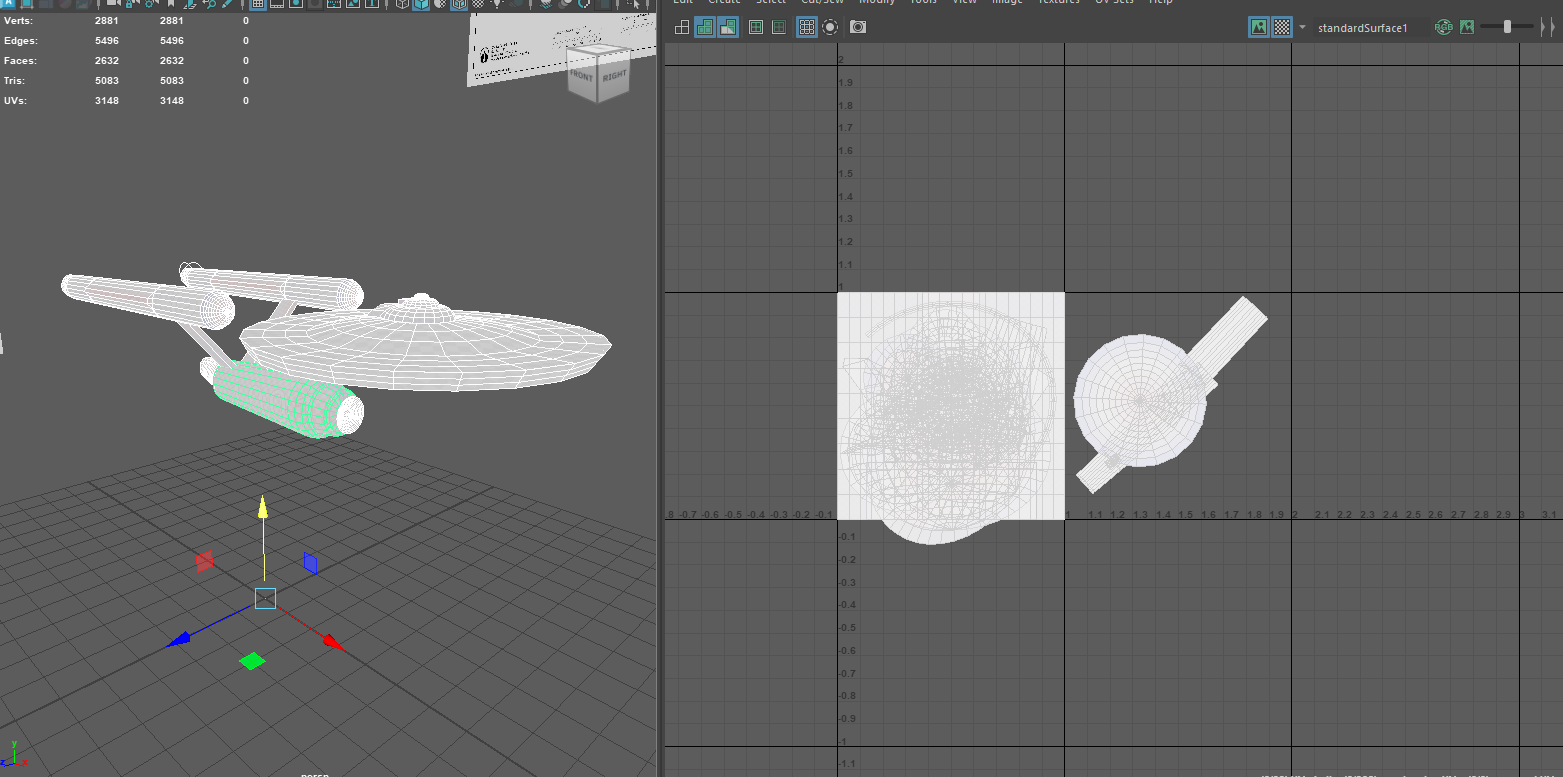 Edit Create Select Cut/Sew Modify Tools View Image Textures UV Sets Help
Verts: 2881 2881 0
Edges: 5496 5496 0
Faces: 2632 2632 0
Tris: 5083 5083 0
UVs: 3148 3148 0
FRONT RIGHT
standardSurface1
2
1.9
1.8
1.7
1.6
1.5
1.4
1.3
1.2
1.1
1
8 -0.7 -0.6 -0.5 -0.4 -0.3 -0.2 -0.1 1 1.1 1.2 1.3 1.4 1.5 1.6 1.7 1.8 1.9 2 2.1 2.2 2.3 2.4 2.5 2.6 2.7 2.8 2.9 3 3.1
-0.1
-0.2
-0.3
-0.4
-0.5
-0.6
-0.7
-0.8
-0.9
-1
-1.1
y
z x
persp